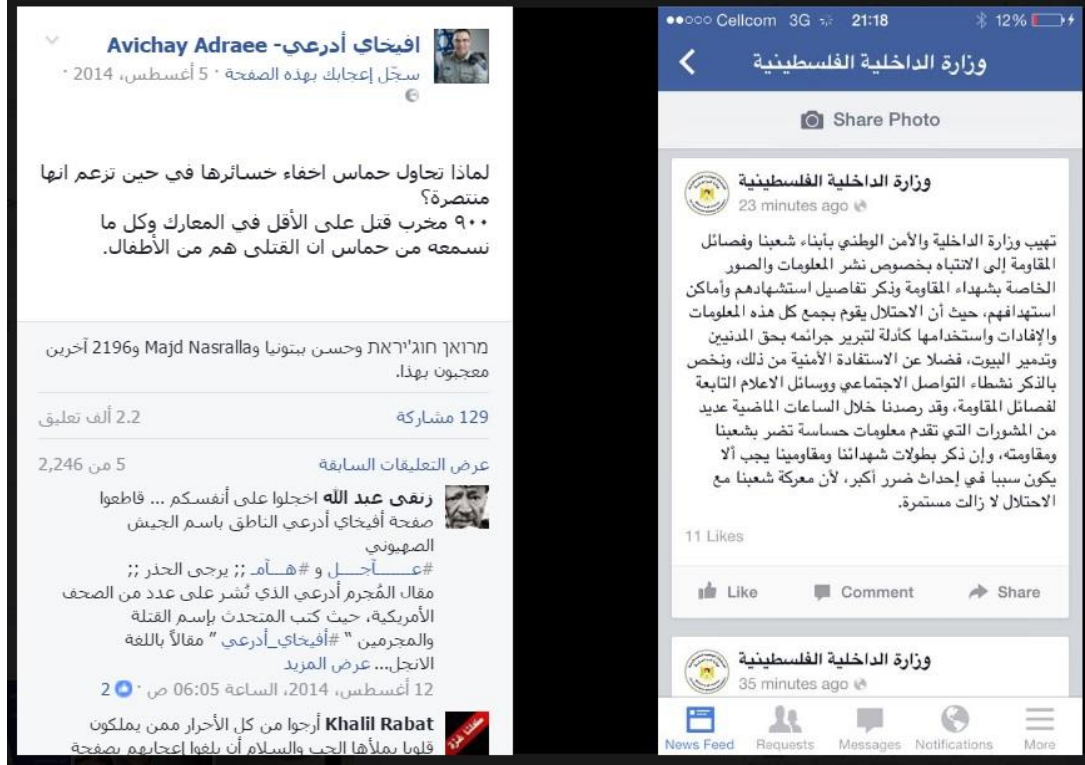 افيخاي أدرعي- Avichay Adraee
سجّل إعجابك بهذه الصفحة · 5 أغسطس، 2014 ·
لماذا تحاول حماس اخفاء خسائرها في حين تزعم انها
منتصرة؟
٩٠٠ مخرب قتل على الأقل في المعارك وكل ما
نسمعه من حماس ان القتلى هم من الأطفال.
מרואן חוג'יראת وحسن بيتونيا وMajd Nasralla و2196 آخرين
معجبون بهذا.
129 مشاركة
2.2 ألف تعليق
عرض التعليقات السابقة
5 من 2,246
زنقى عبد الله اخجلوا على أنفسكم ... قاطعوا
صفحة أفيخاي أدرعي الناطق باسم الجيش
الصهيوني
#عـــــآجــــل و #هـــآمـ ;; يرجى الحذر ;;
مقال المُجرم أدرعي الذي نُشر على عدد من الصحف
الأمريكية، حيث كتب المتحدث بإسم القتلة
والمجرمين " #أفيخاي_أدرعي " مقالاً باللغة
الانجل... عرض المزيد
12 أغسطس، 2014، الساعة 06:05 ص · 2
Khalil Rabat أرجوا من كل الأحرار ممن يملكون
قلوبا يملأها الحب والسلام أن يلغوا إعجابهم بصفحة
كلنا غزة
Cellcom 3G 21:18 12%
وزارة الداخلية الفلسطينية
Share Photo
وزارة الداخلية الفلسطينية
23 minutes ago
تهيب وزارة الداخلية والأمن الوطني بأبناء شعبنا وفصائل
المقاومة إلى الانتباه بخصوص نشر المعلومات والصور
الخاصة بشهداء المقاومة وذكر تفاصيل استشهادهم وأماكن
استهدافهم، حيث أن الاحتلال يقوم بجمع كل هذه المعلومات
والإفادات واستخدامها كأدلة لتبرير جرائمه بحق المدنيين
وتدمير البيوت، فضلا عن الاستفادة الأمنية من ذلك، ونخص
بالذكر نشطاء التواصل الاجتماعي ووسائل الاعلام التابعة
لفصائل المقاومة، وقد رصدنا خلال الساعات الماضية عديد
من المشورات التي تقدم معلومات حساسة تضر بشعبنا
ومقاومته، وإن ذكر بطولات شهدائنا ومقاومينا يجب ألا
يكون سببا في إحداث ضرر أكبر، لأن معركة شعبنا مع
الاحتلال لا زالت مستمرة.
11 Likes
Like Comment Share
وزارة الداخلية الفلسطينية
35 minutes ago
News Feed Requests Messages Notifications More